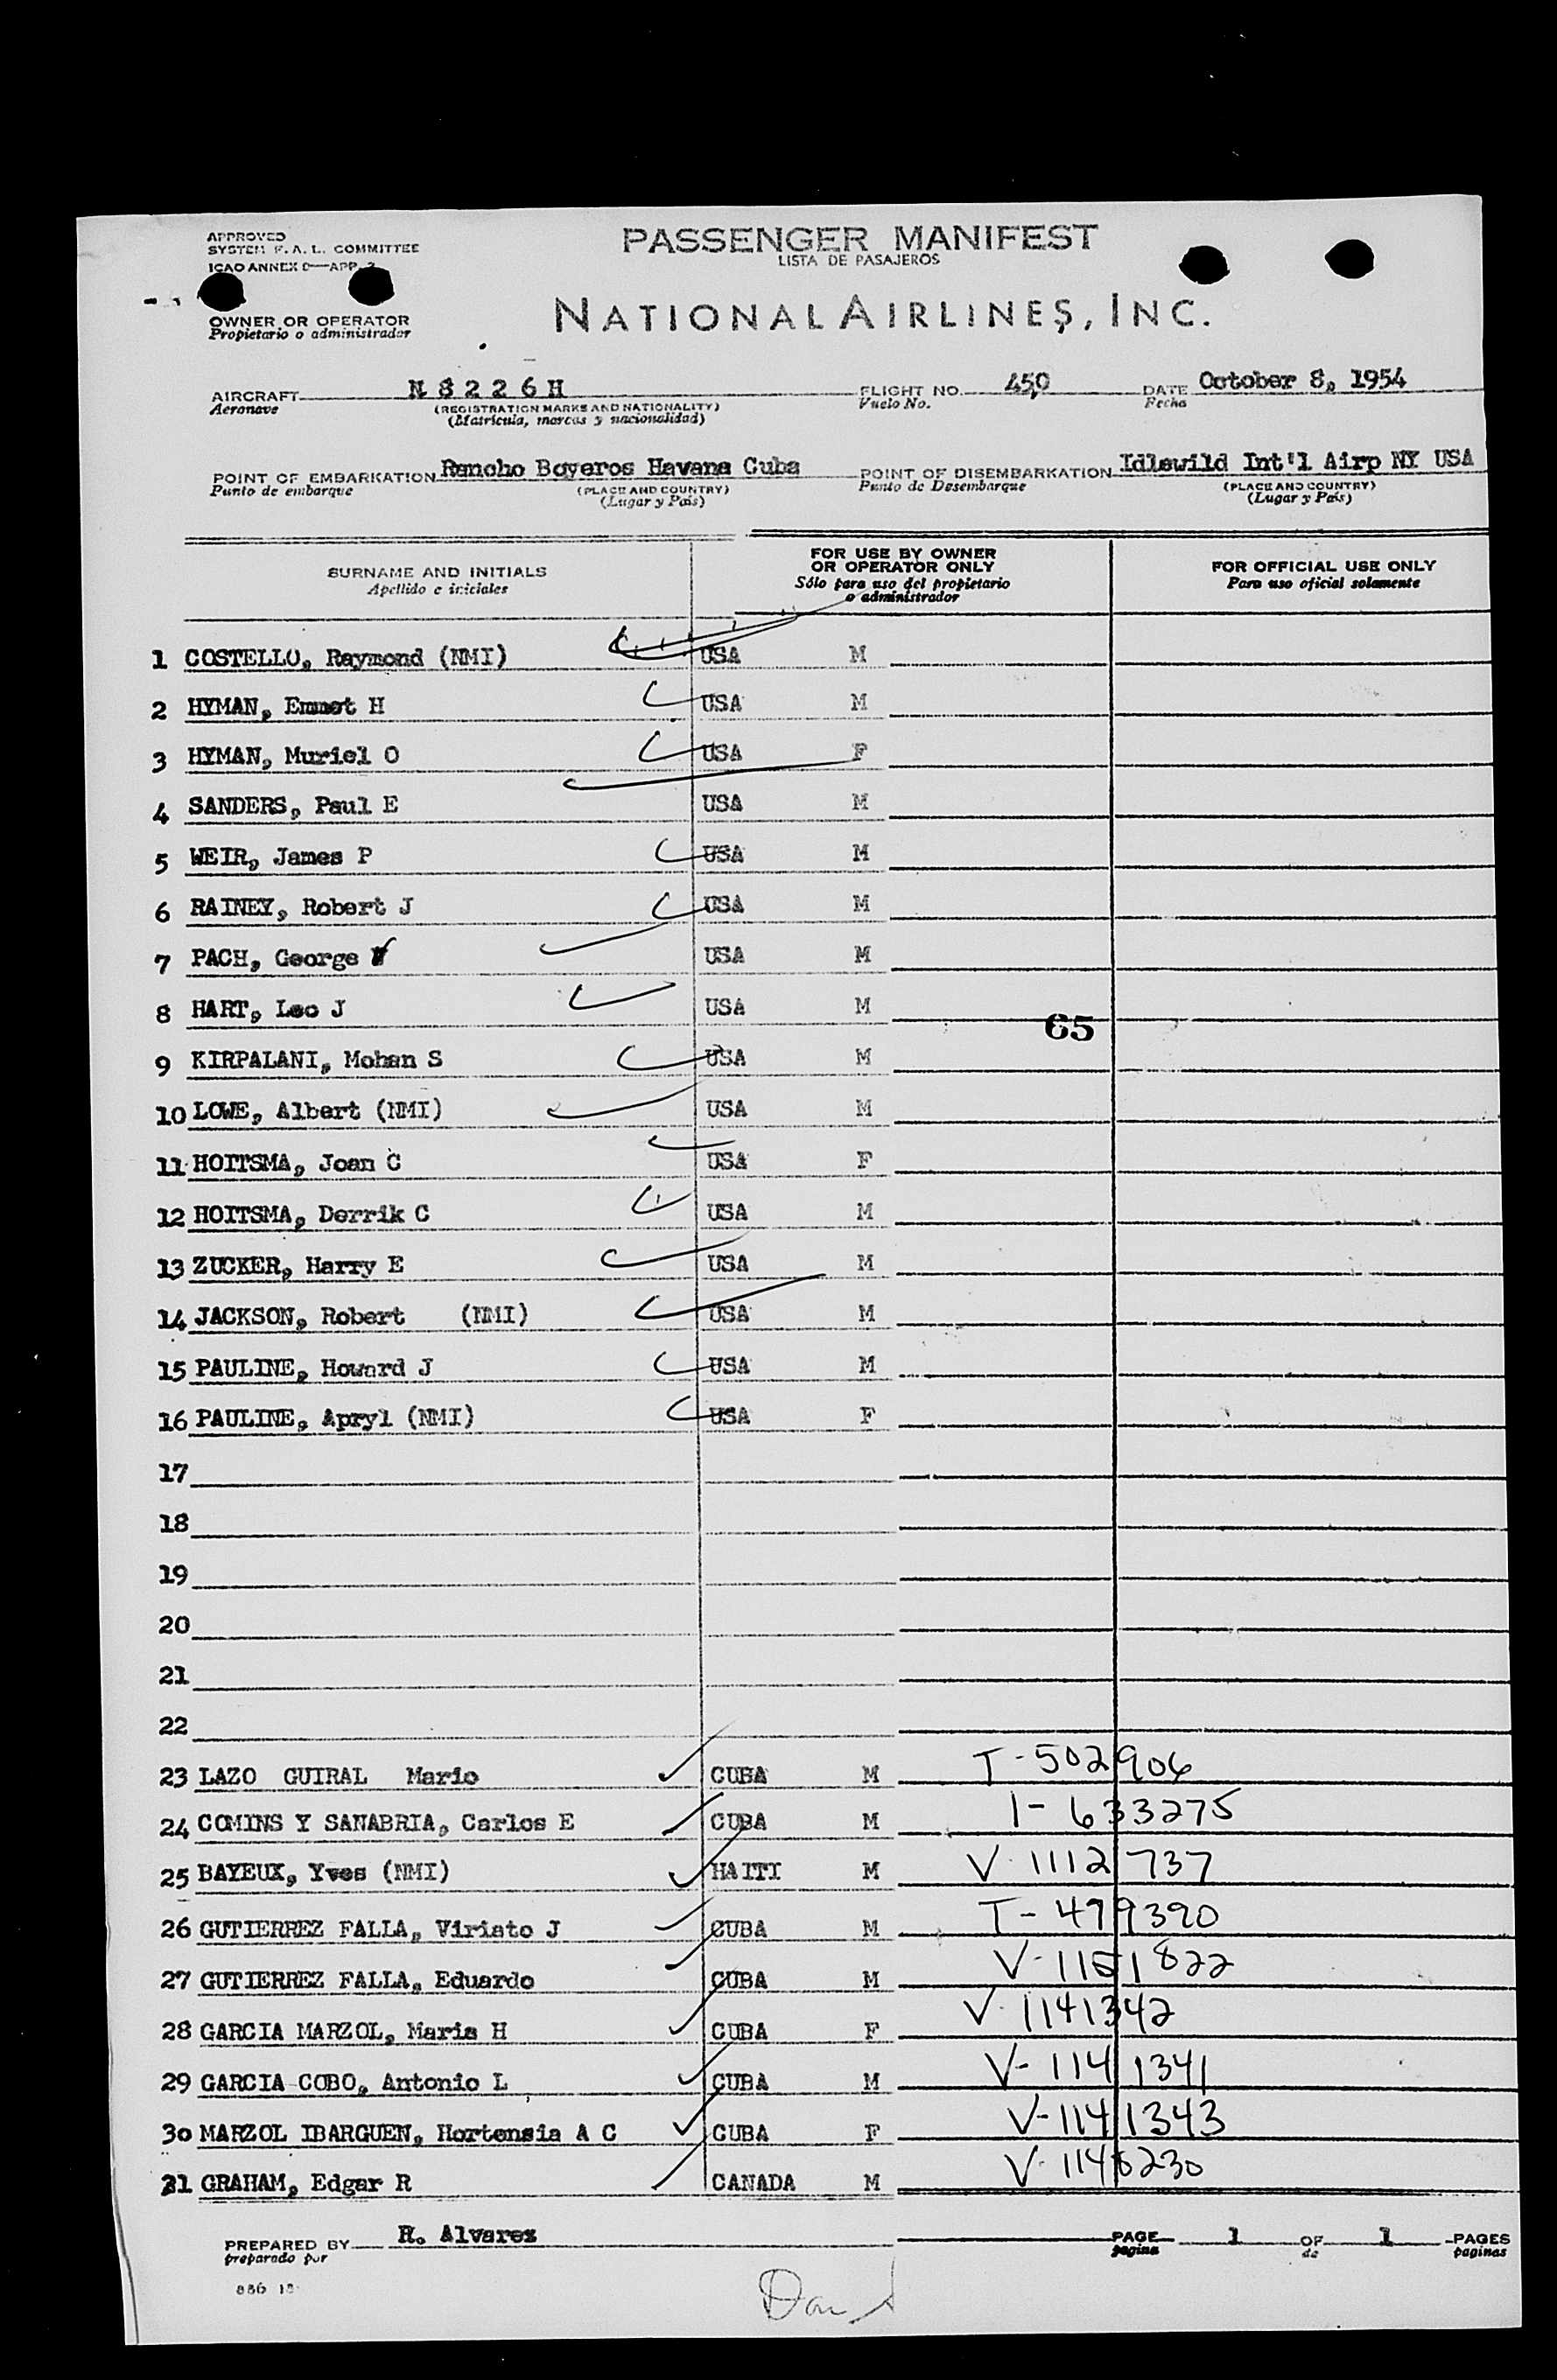 APPROVED
SYSTEM F. A. L. COMMITTEE
ICAO ANNEX 9—APP. 3
PASSENGER MANIFEST
LISTA DE PASAJEROS
OWNER OR OPERATOR
Propietario o administrador
NATIONAL AIRLINES, INC.
AIRCRAFT N 8 2 2 6 H FLIGHT NO. 450 DATE October 8, 1954
Aeronave (REGISTRATION MARKS AND NATIONALITY) Vuelo No. Fecha
(Matrícula, marcas y nacionalidad)
POINT OF EMBARKATION Rancho Boyeros Havana Cuba POINT OF DISEMBARKATION Idlewild Int'l Airp NY USA
Punto de embarque (PLACE AND COUNTRY) Punto de Desembarque (PLACE AND COUNTRY)
(Lugar y País) (Lugar y País)
SURNAME AND INITIALS
Apellido e iniciales
FOR USE BY OWNER
OR OPERATOR ONLY
Sólo para uso del propietario
o administrador
FOR OFFICIAL USE ONLY
Para uso oficial solamente
1 COSTELLO, Raymond (NMI) USA M
2 HYMAN, Emmet H USA M
3 HYMAN, Muriel O USA F
4 SANDERS, Paul E USA M
5 WEIR, James P USA M
6 RAINEY, Robert J USA M
7 PACH, George USA M
8 HART, Leo J USA M
65
9 KIRPALANI, Mohan S USA M
10 LOWE, Albert (NMI) USA M
11 HOITSMA, Joan C USA F
12 HOITSMA, Derrik C USA M
13 ZUCKER, Harry E USA M
14 JACKSON, Robert (NMI) USA M
15 PAULINE, Howard J USA M
16 PAULINE, Apryl (NMI) USA F
17
18
19
20
21
22
23 LAZO GUIRAL Mario CUBA M T-502906
24 COMINS Y SANABRIA, Carlos E CUBA M I-633275
25 BAYEUX, Yves (NMI) HAITI M V-1112737
26 GUTIERREZ FALLA, Viriato J CUBA M T-479390
27 GUTIERREZ FALLA, Eduardo CUBA M V-1151822
28 GARCIA MARZOL, Maria H CUBA F V-1141342
29 GARCIA COBO, Antonio L CUBA M V-1141341
30 MARZOL IBARGUEN, Hortensia A C CUBA F V-1141343
31 GRAHAM, Edgar R CANADA M V-1146230
PREPARED BY R. Alvarez PAGE 1 OF 1 PAGES
preparado por pagina de paginas